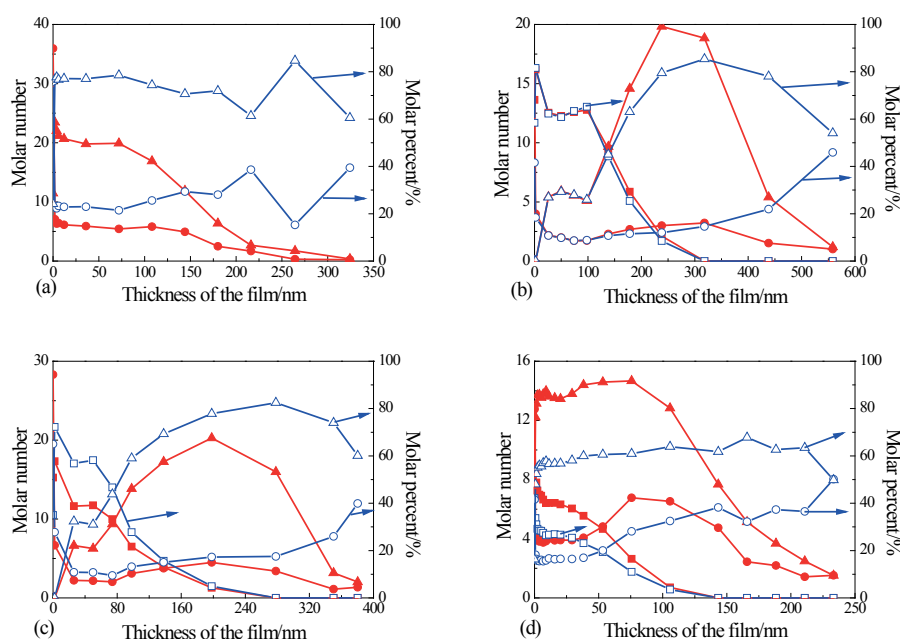 40
30
20
10
0
Molar number
100
80
60
40
20
0
Molar percent/%
0 50 100 150 200 250 300 350
Thickness of the film/nm
(a)
20
15
10
5
0
Molar number
100
80
60
40
20
0
Molar percent/%
0 100 200 300 400 500 600
Thickness of the film/nm
(b)
30
20
10
0
Molar number
100
80
60
40
20
0
Molar percent/%
0 80 160 240 320 400
Thickness of the film/nm
(c)
16
12
8
4
0
Molar number
100
80
60
40
20
0
Molar percent/%
0 50 100 150 200 250
Thickness of the film/nm
(d)